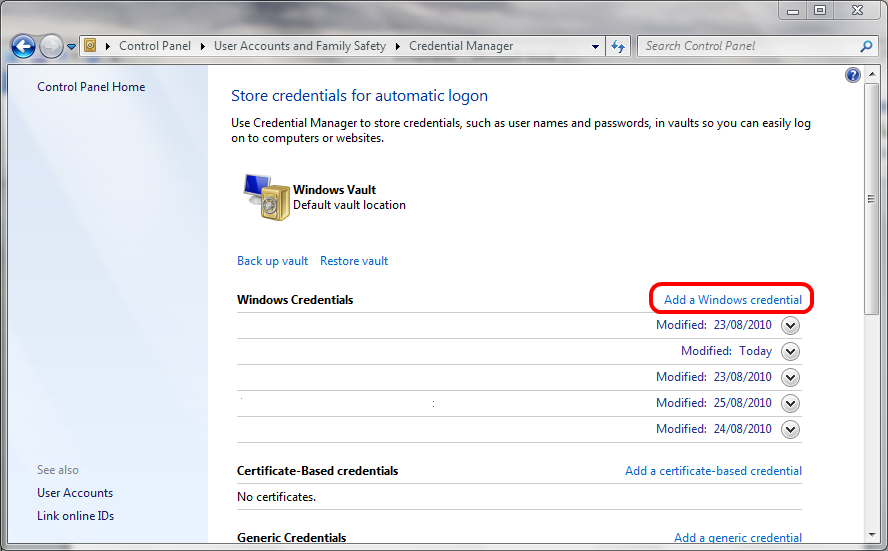 Control Panel User Accounts and Family Safety Credential Manager Search Control Panel
Control Panel Home
Store credentials for automatic logon
Use Credential Manager to store credentials, such as user names and passwords, in vaults so you can easily log
on to computers or websites.
Windows Vault
Default vault location
Back up vault Restore vault
Windows Credentials Add a Windows credential
Modified: 23/08/2010
Modified: Today
Modified: 23/08/2010
: Modified: 25/08/2010
Modified: 24/08/2010
Certificate-Based credentials Add a certificate-based credential
No certificates.
Generic Credentials Add a generic credential
See also
User Accounts
Link online IDs